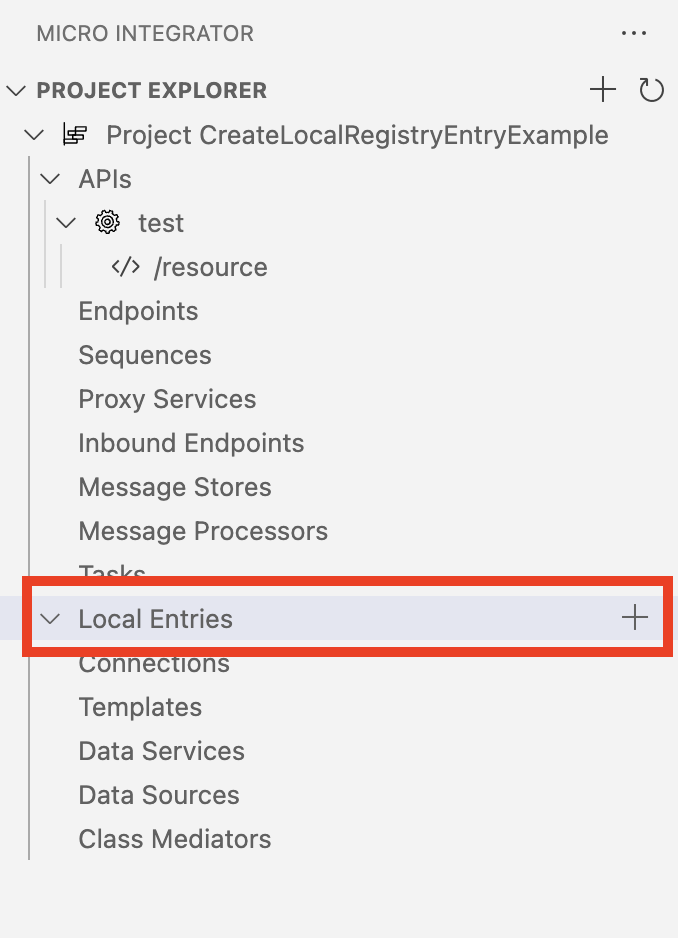 MICRO INTEGRATOR
PROJECT EXPLORER
Project CreateLocalRegistryEntryExample
APIs
test
</> /resource
Endpoints
Sequences
Proxy Services
Inbound Endpoints
Message Stores
Message Processors
Tasks
Local Entries
Connections
Templates
Data Services
Data Sources
Class Mediators